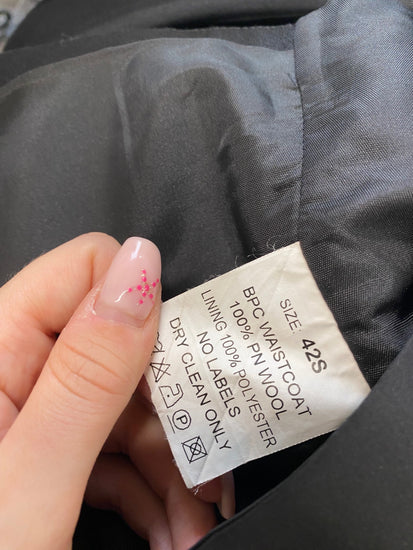 SIZE: 42S
BPC WAISTCOAT
100% PN WOOL
LINING 100% POLYESTER
NO LABELS
DRY CLEAN ONLY
P